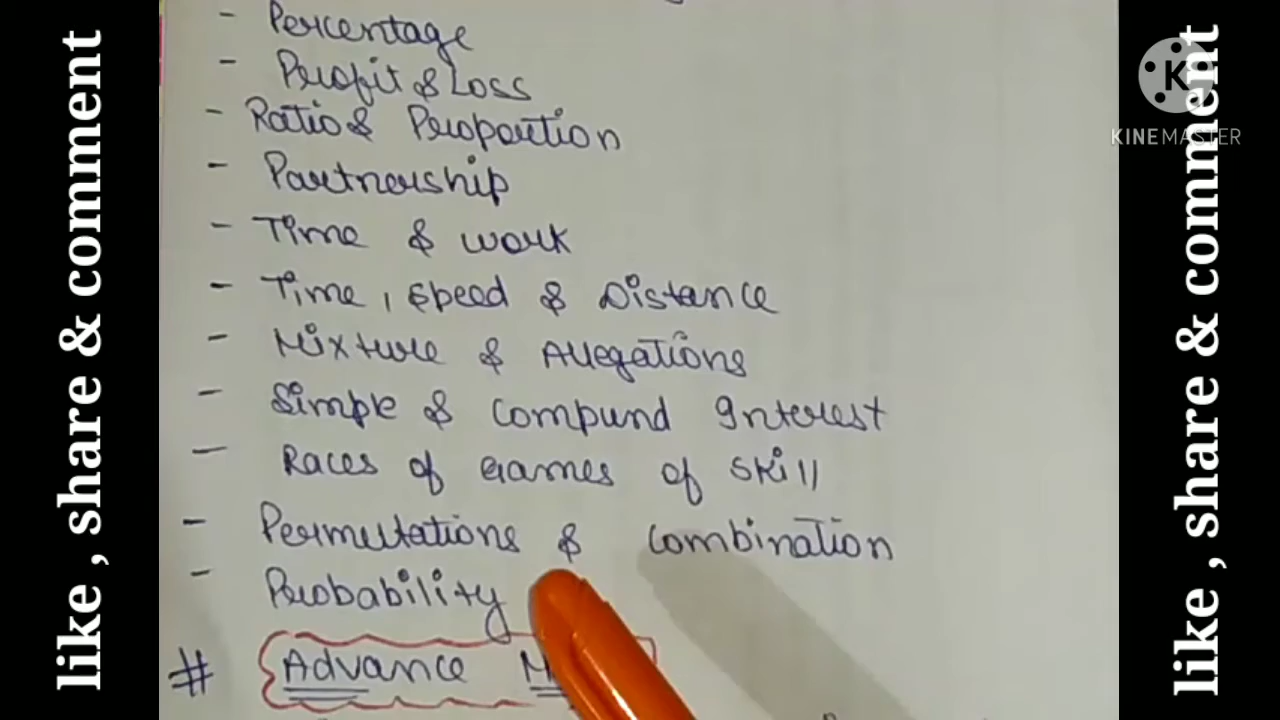 - Percentage
- Profit & Loss
- Ratio & Proportion
- Partnership
- Time & work
- Time, Speed & Distance
- Mixture & Allegations
- Simple & Compund Interest
- Races of Games of Skill
- Permutations & Combination
- Probability
# Advance
like , share & comment
like , share & comment
K
KINEMASTER